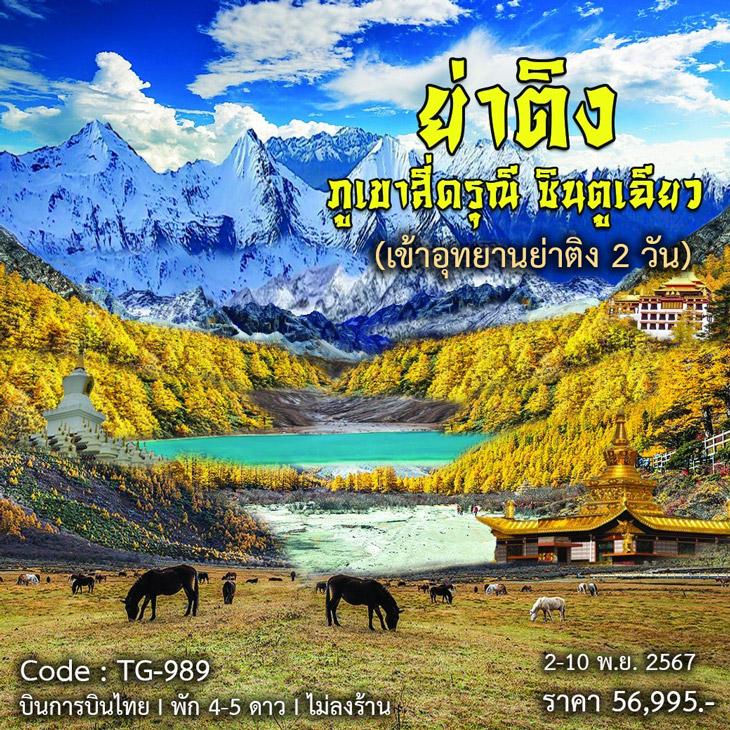 ย่าติง
ภูเขาสี่ดรุณี ซินตูเฉียว
(เข้าอุทยานย่าติง 2 วัน)
Code : TG-989
บินการบินไทย l พัก 4-5 ดาว l ไม่ลงร้าน
2-10 พ.ย. 2567
ราคา 56,995.-